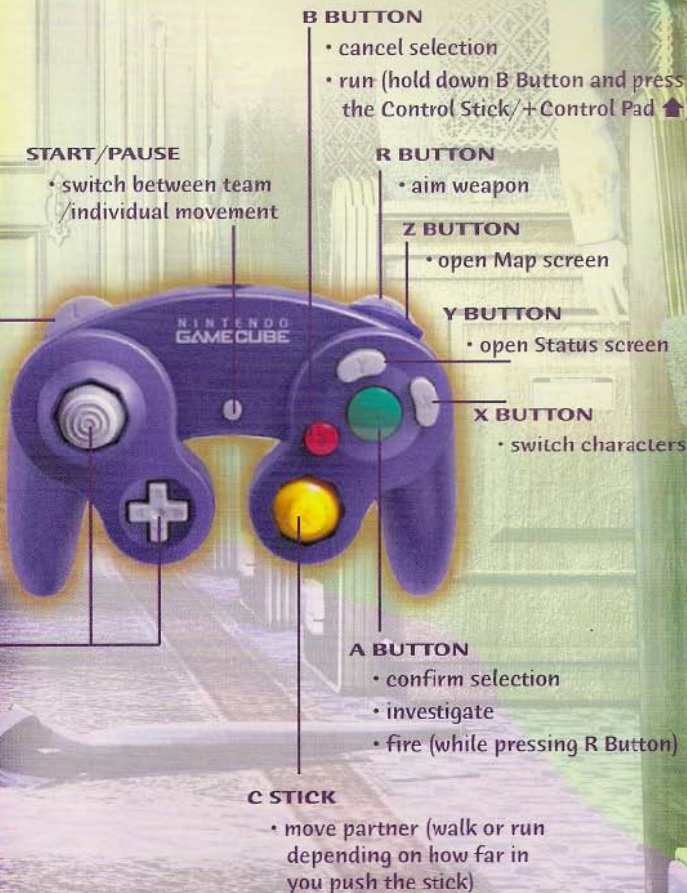 B BUTTON
• cancel selection
• run (hold down B Button and press
the Control Stick/+Control Pad ⬆
START/PAUSE
• switch between team
/individual movement
R BUTTON
• aim weapon
Z BUTTON
• open Map screen
Y BUTTON
• open Status screen
X BUTTON
• switch characters
NINTENDO
GAMECUBE
A BUTTON
• confirm selection
• investigate
• fire (while pressing R Button)
C STICK
• move partner (walk or run
depending on how far in
you push the stick)